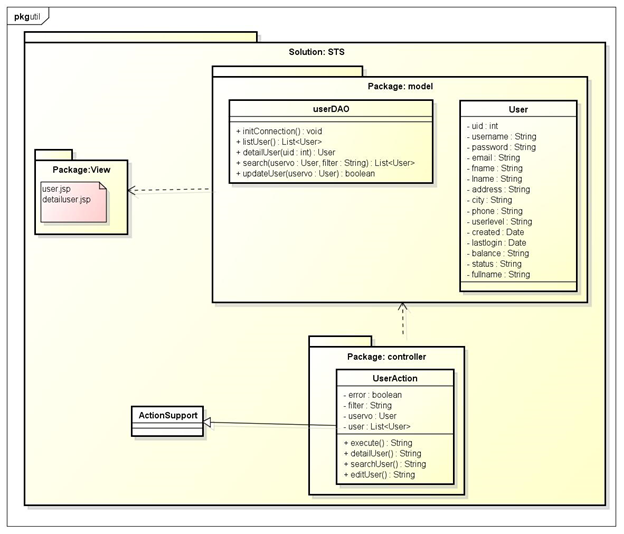 pkg util
Solution: STS
Package: model
userDAO
+ initConnection() : void
+ listUser() : List<User>
+ detailUser(uid : int) : User
+ search(uservo : User, filter : String) : List<User>
+ updateUser(uservo : User) : boolean
User
- uid : int
- username : String
- password : String
- email : String
- fname : String
- lname : String
- address : String
- city : String
- phone : String
- userlevel : String
- created : Date
- lastlogin : Date
- balance : String
- status : String
- fullname : String
Package:View
user.jsp
detailuser.jsp
Package: controller
UserAction
- error : boolean
- filter : String
- uservo : User
- user : List<User>
+ execute() : String
+ detailUser() : String
+ searchUser() : String
+ editUser() : String
ActionSupport